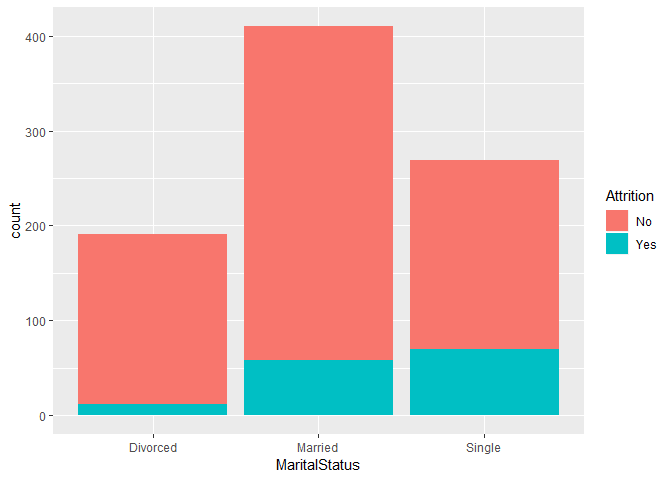 400
300
200
100
0
count
Divorced
Married
Single
MaritalStatus
Attrition
No
Yes